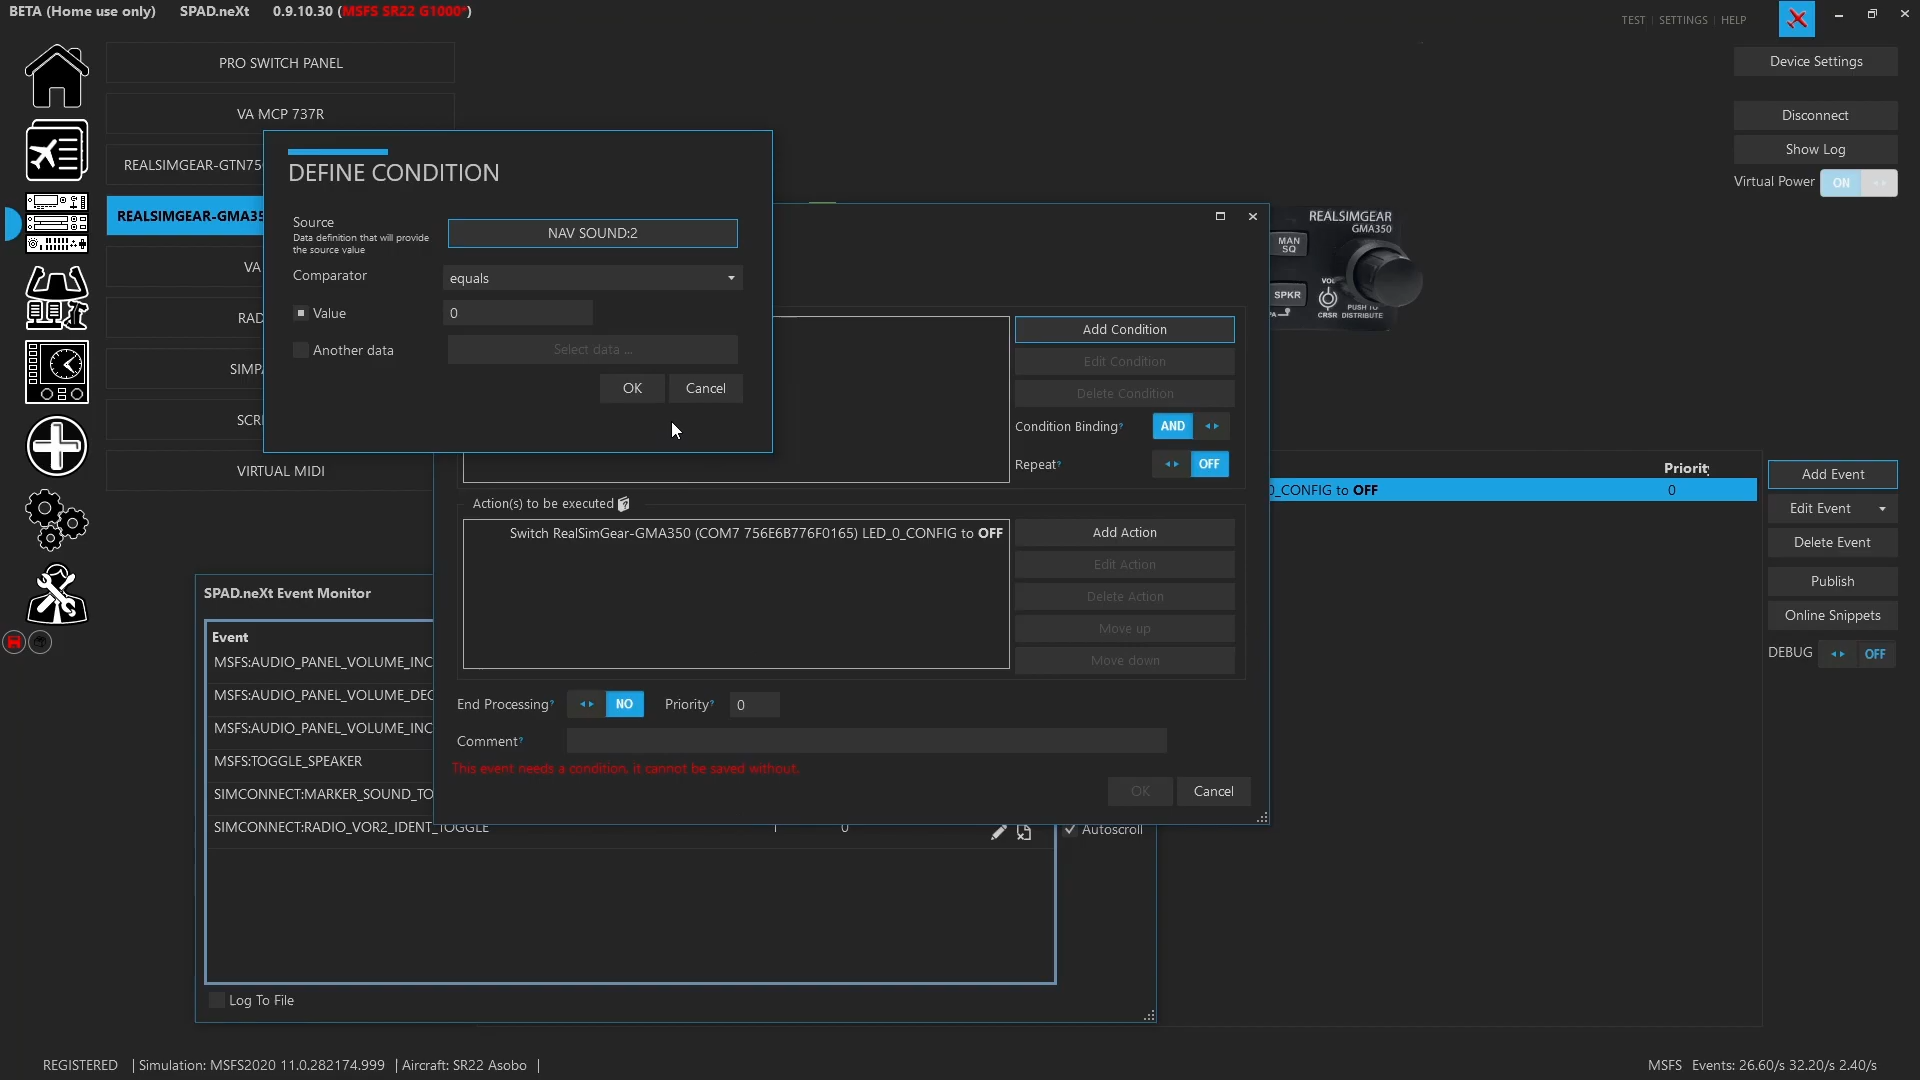 BETA (Home use only) SPAD.neXt 0.9.10.30 (MSFS SR22 G1000*)
TEST | SETTINGS | HELP
PRO SWITCH PANEL
Device Settings
VA MCP 737R
Disconnect
Show Log
Virtual Power ON
REALSIMGEAR-GTN75
REALSIMGEAR-GMA35
VA
RAD
SIMP
SCR
VIRTUAL MIDI
DEFINE CONDITION
Source
Data definition that will provide
the source value
NAV SOUND:2
Comparator
equals
Value
0
Another data
Select data ...
OK
Cancel
REALSIMGEAR
GMA350
MAN
SQ
SPKR
VOL
PUSH TO
CRSR DISTRIBUTE
Add Condition
Edit Condition
Delete Condition
Condition Binding? AND
Repeat? OFF
Action(s) to be executed
Switch RealSimGear-GMA350 (COM7 756E6B776F0165) LED_0_CONFIG to OFF
Add Action
Edit Action
Delete Action
Move up
Move down
End Processing? NO Priority? 0
Comment?
This event needs a condition, it cannot be saved without.
OK
Cancel
Priority
_CONFIG to OFF 0
Add Event
Edit Event
Delete Event
Publish
Online Snippets
DEBUG OFF
SPAD.neXt Event Monitor
Event
MSFS:AUDIO_PANEL_VOLUME_INC
MSFS:AUDIO_PANEL_VOLUME_DEC
MSFS:AUDIO_PANEL_VOLUME_INC
MSFS:TOGGLE_SPEAKER
SIMCONNECT:MARKER_SOUND_TO
SIMCONNECT:RADIO_VOR2_IDENT_TOGGLE 1 0
Autoscroll
Log To File
REGISTERED | Simulation: MSFS2020 11.0.282174.999 | Aircraft: SR22 Asobo |
MSFS Events: 26.60/s 32.20/s 2.40/s